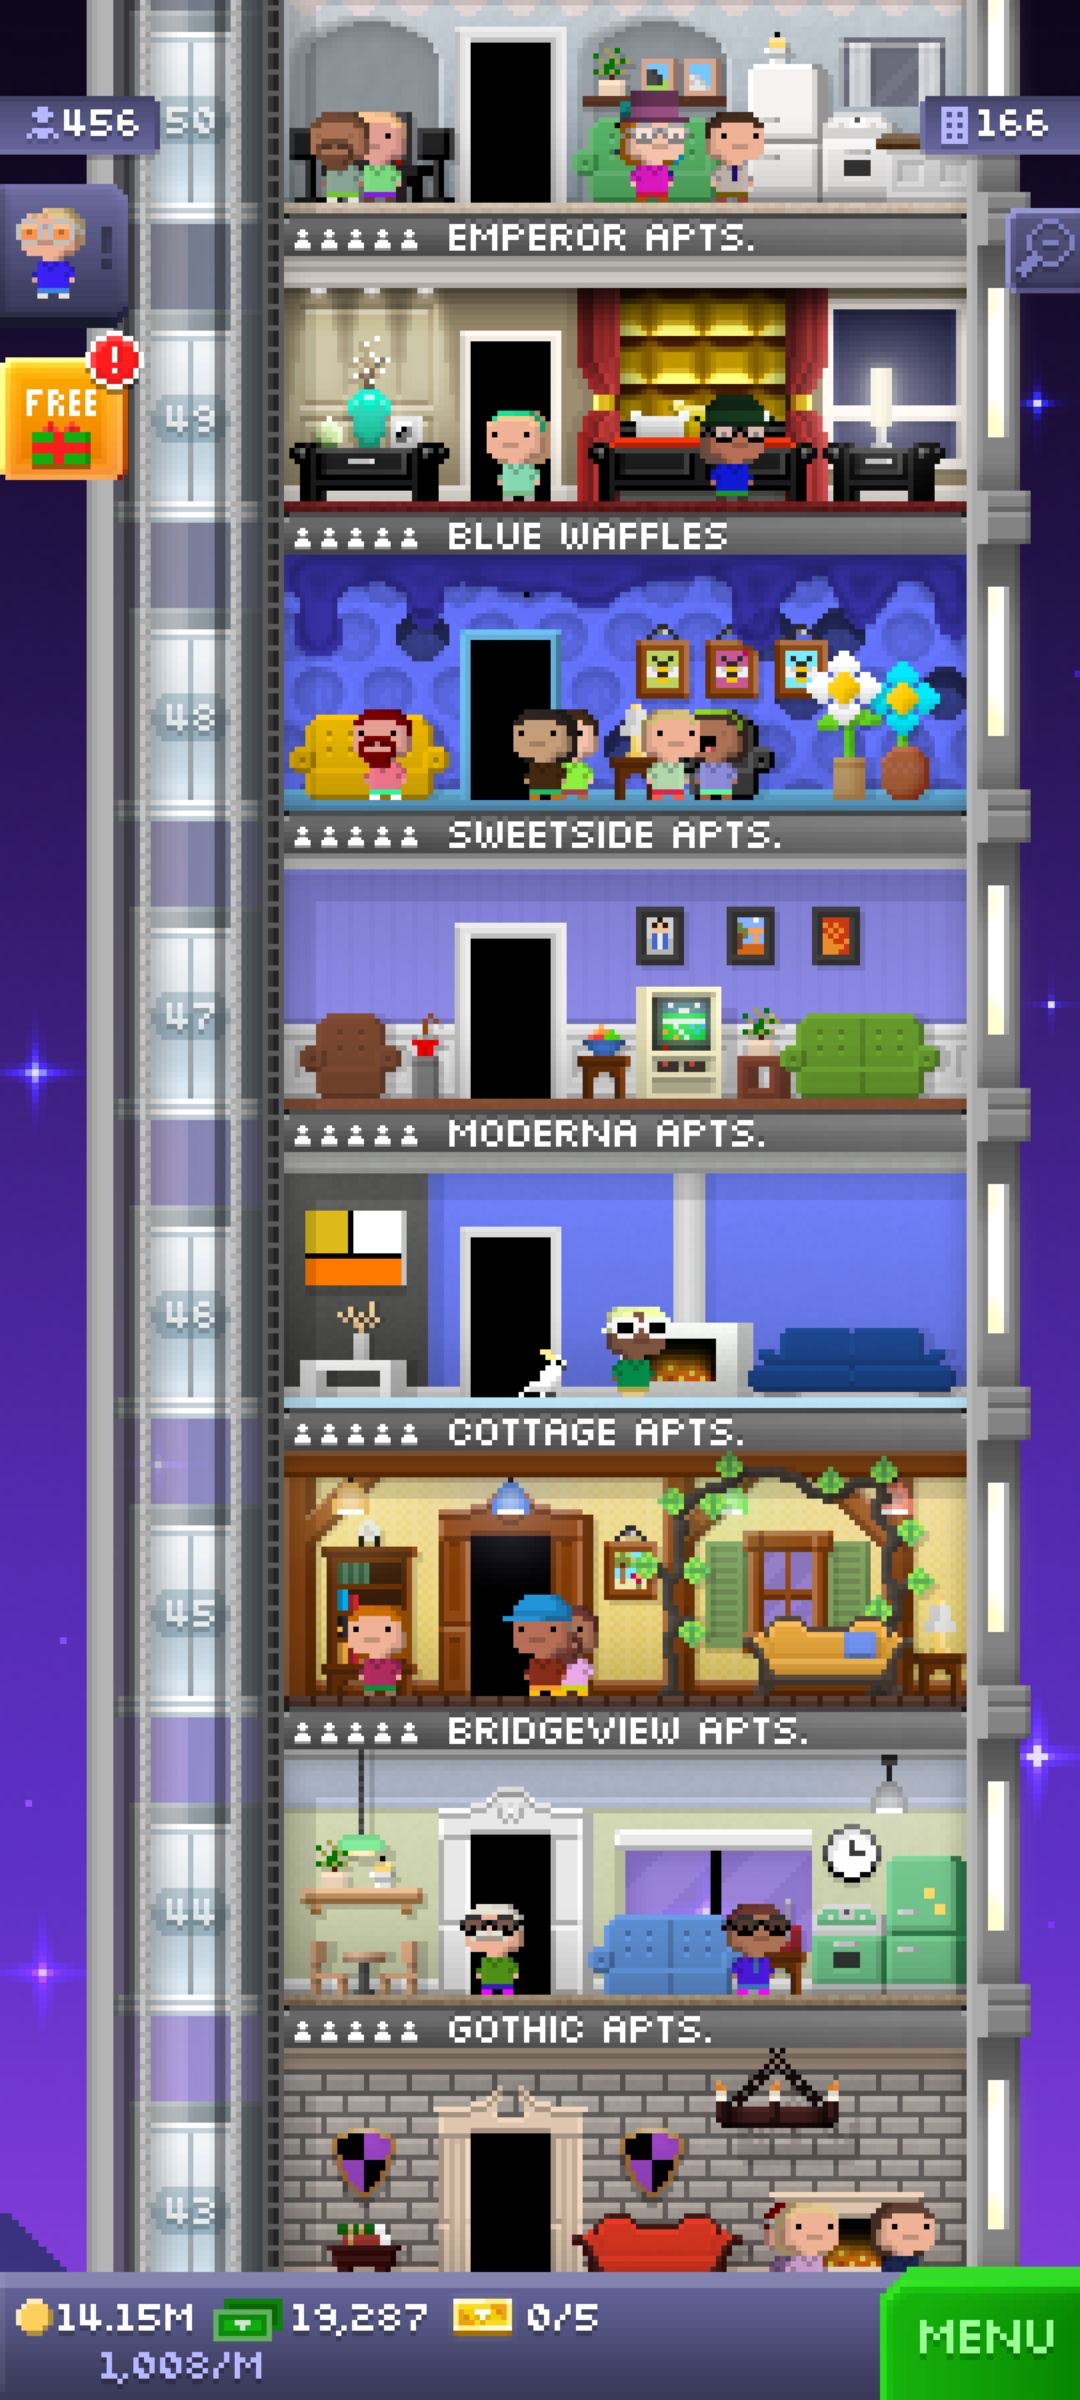 50
456
166
EMPEROR APTS.
FREE
!
49
BLUE WAFFLES
48
SWEETSIDE APTS.
47
MODERNA APTS.
46
COTTAGE APTS.
45
BRIDGEVIEW APTS.
44
GOTHIC APTS.
43
14.15M 19,287 0/5
1,008/M
MENU